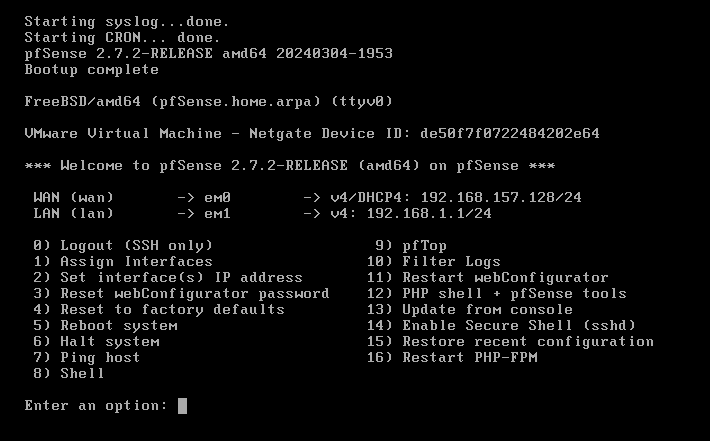 Starting syslog...done.
Starting CRON... done.
pfSense 2.7.2-RELEASE amd64 20240304-1953
Bootup complete
FreeBSD/amd64 (pfSense.home.arpa) (ttyv0)
VMware Virtual Machine - Netgate Device ID: de50f7f0722484202e64
*** Welcome to pfSense 2.7.2-RELEASE (amd64) on pfSense ***
WAN (wan)       -> em0        -> v4/DHCP4: 192.168.157.128/24
LAN (lan)       -> em1        -> v4: 192.168.1.1/24
0) Logout (SSH only)                  9) pfTop
1) Assign Interfaces                 10) Filter Logs
2) Set interface(s) IP address       11) Restart webConfigurator
3) Reset webConfigurator password    12) PHP shell + pfSense tools
4) Reset to factory defaults         13) Update from console
5) Reboot system                     14) Enable Secure Shell (sshd)
6) Halt system                       15) Restore recent configuration
7) Ping host                         16) Restart PHP-FPM
8) Shell
Enter an option: